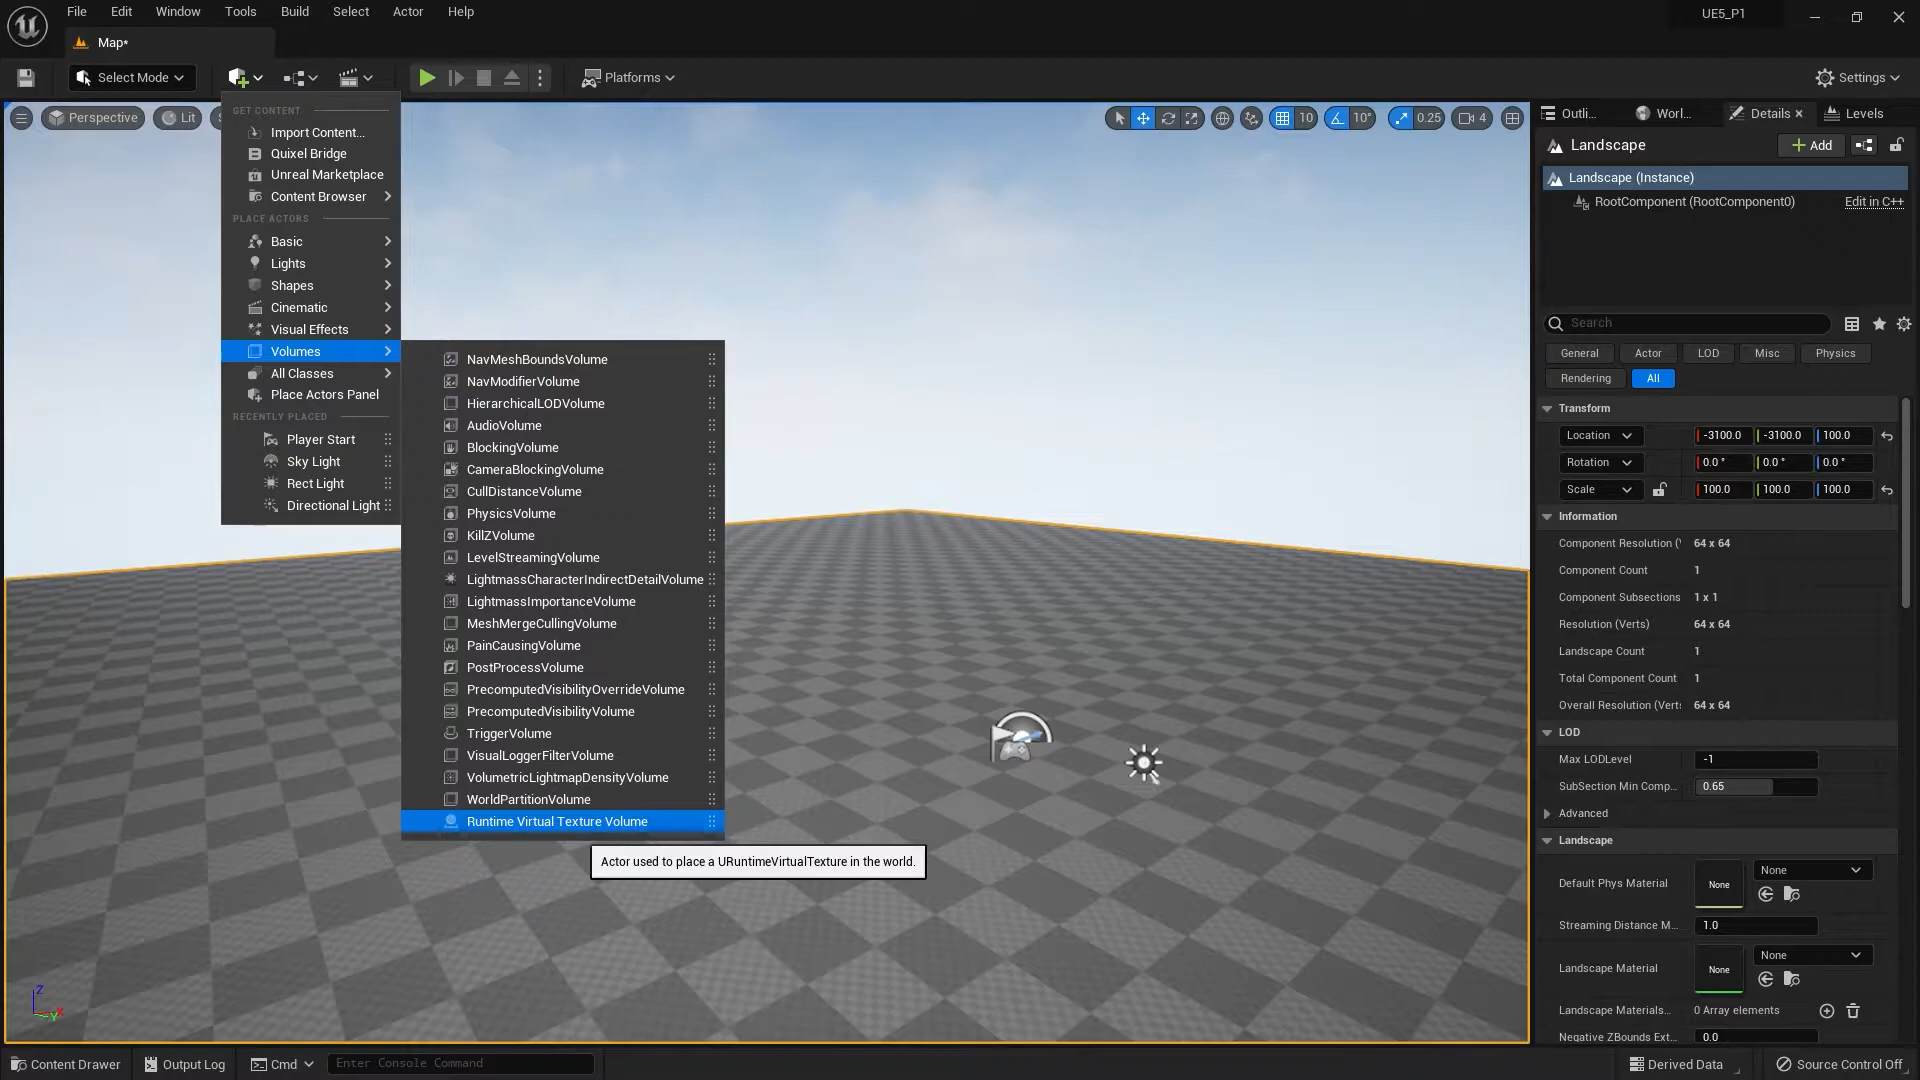 File Edit Window Tools Build Select Actor Help
UE5_P1
Map*
Select Mode
Platforms
Settings
Perspective
Lit
10
10°
0.25
4
GET CONTENT
Import Content...
Quixel Bridge
Unreal Marketplace
Content Browser
PLACE ACTORS
Basic
Lights
Shapes
Cinematic
Visual Effects
Volumes
All Classes
Place Actors Panel
RECENTLY PLACED
Player Start
Sky Light
Rect Light
Directional Light
NavMeshBoundsVolume
NavModifierVolume
HierarchicalLODVolume
AudioVolume
BlockingVolume
CameraBlockingVolume
CullDistanceVolume
PhysicsVolume
KillZVolume
LevelStreamingVolume
LightmassCharacterIndirectDetailVolume
LightmassImportanceVolume
MeshMergeCullingVolume
PainCausingVolume
PostProcessVolume
PrecomputedVisibilityOverrideVolume
PrecomputedVisibilityVolume
TriggerVolume
VisualLoggerFilterVolume
VolumetricLightmapDensityVolume
WorldPartitionVolume
Runtime Virtual Texture Volume
Actor used to place a URuntimeVirtualTexture in the world.
Z
X
Y
Outli...
Worl...
Details
Levels
Landscape
Add
Landscape (Instance)
RootComponent (RootComponent0) Edit in C++
Search
General Actor LOD Misc Physics
Rendering All
Transform
Location -3100.0 -3100.0 100.0
Rotation 0.0 ° 0.0 ° 0.0 °
Scale 100.0 100.0 100.0
Information
Component Resolution ( 64 x 64
Component Count 1
Component Subsections 1 x 1
Resolution (Verts) 64 x 64
Landscape Count 1
Total Component Count 1
Overall Resolution (Verts 64 x 64
LOD
Max LODLevel -1
SubSection Min Comp... 0.65
Advanced
Landscape
Default Phys Material None None
Streaming Distance M... 1.0
Landscape Material None None
Landscape Materials... 0 Array elements
Negative ZBounds Ext... 0.0
Content Drawer
Output Log
Cmd
Enter Console Command
Derived Data
Source Control Off